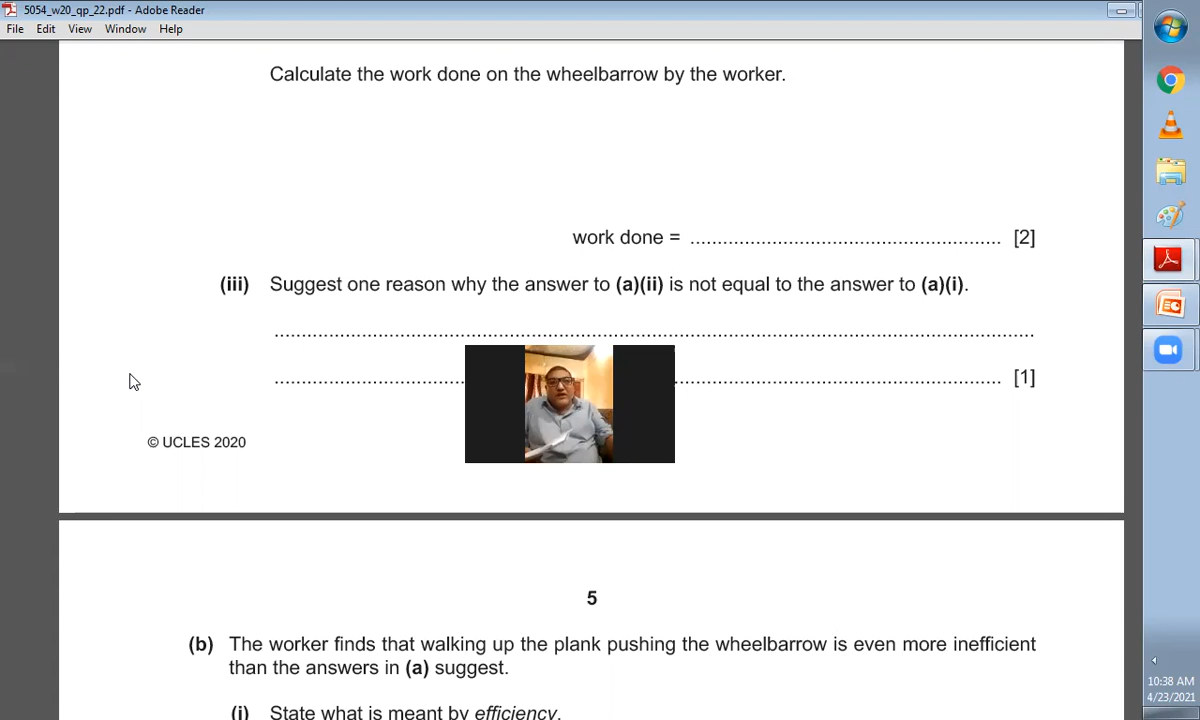 5054_w20_qp_22.pdf - Adobe Reader
File Edit View Window Help
Calculate the work done on the wheelbarrow by the worker.
work done = ........................................................ [2]
(iii) Suggest one reason why the answer to (a)(ii) is not equal to the answer to (a)(i).
..........................................................................................................................
.................................. .................................................... [1]
© UCLES 2020
5
(b) The worker finds that walking up the plank pushing the wheelbarrow is even more inefficient
than the answers in (a) suggest.
(i) State what is meant by efficiency.
10:38 AM
4/23/2021